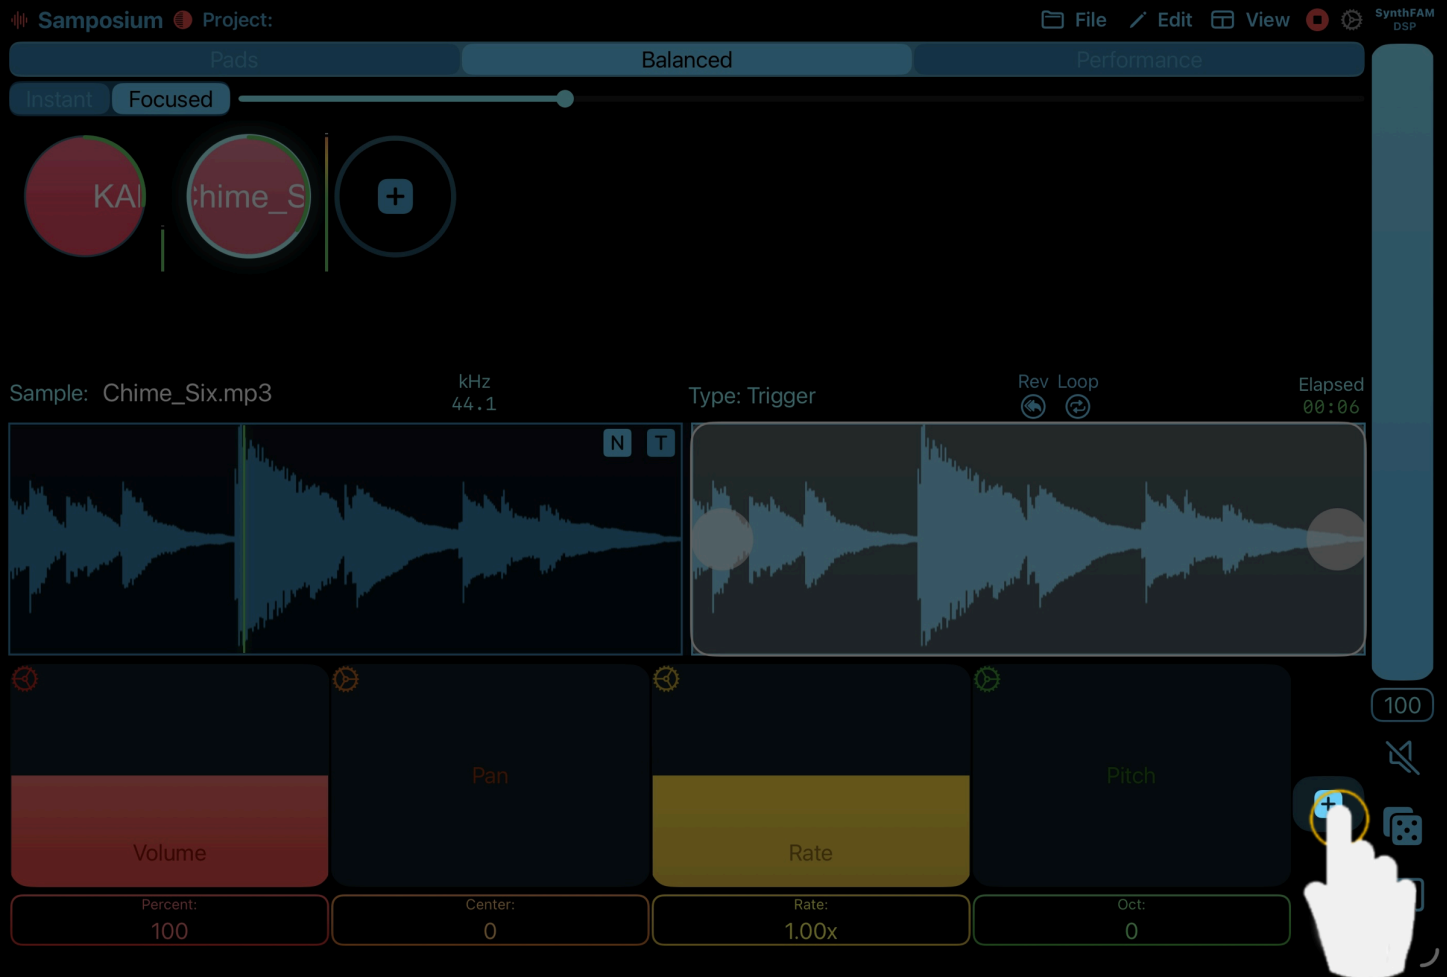 Samposium Project: File Edit View SynthFAM
DSP
Pads Balanced Performance
Instant Focused
KA
hime_S
Sample: Chime_Six.mp3
kHz
44.1
Type: Trigger
Rev Loop
Elapsed
00:06
N T
Volume
Pan
Rate
Pitch
100
Percent:
100
Center:
0
Rate:
1.00x
Oct:
0